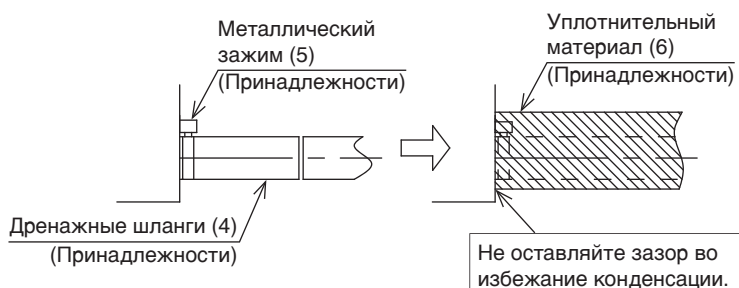 Металлический
зажим (5)
(Принадлежности)
Дренажные шланги (4)
(Принадлежности)
Уплотнительный
материал (6)
(Принадлежности)
Не оставляйте зазор во
избежание конденсации.